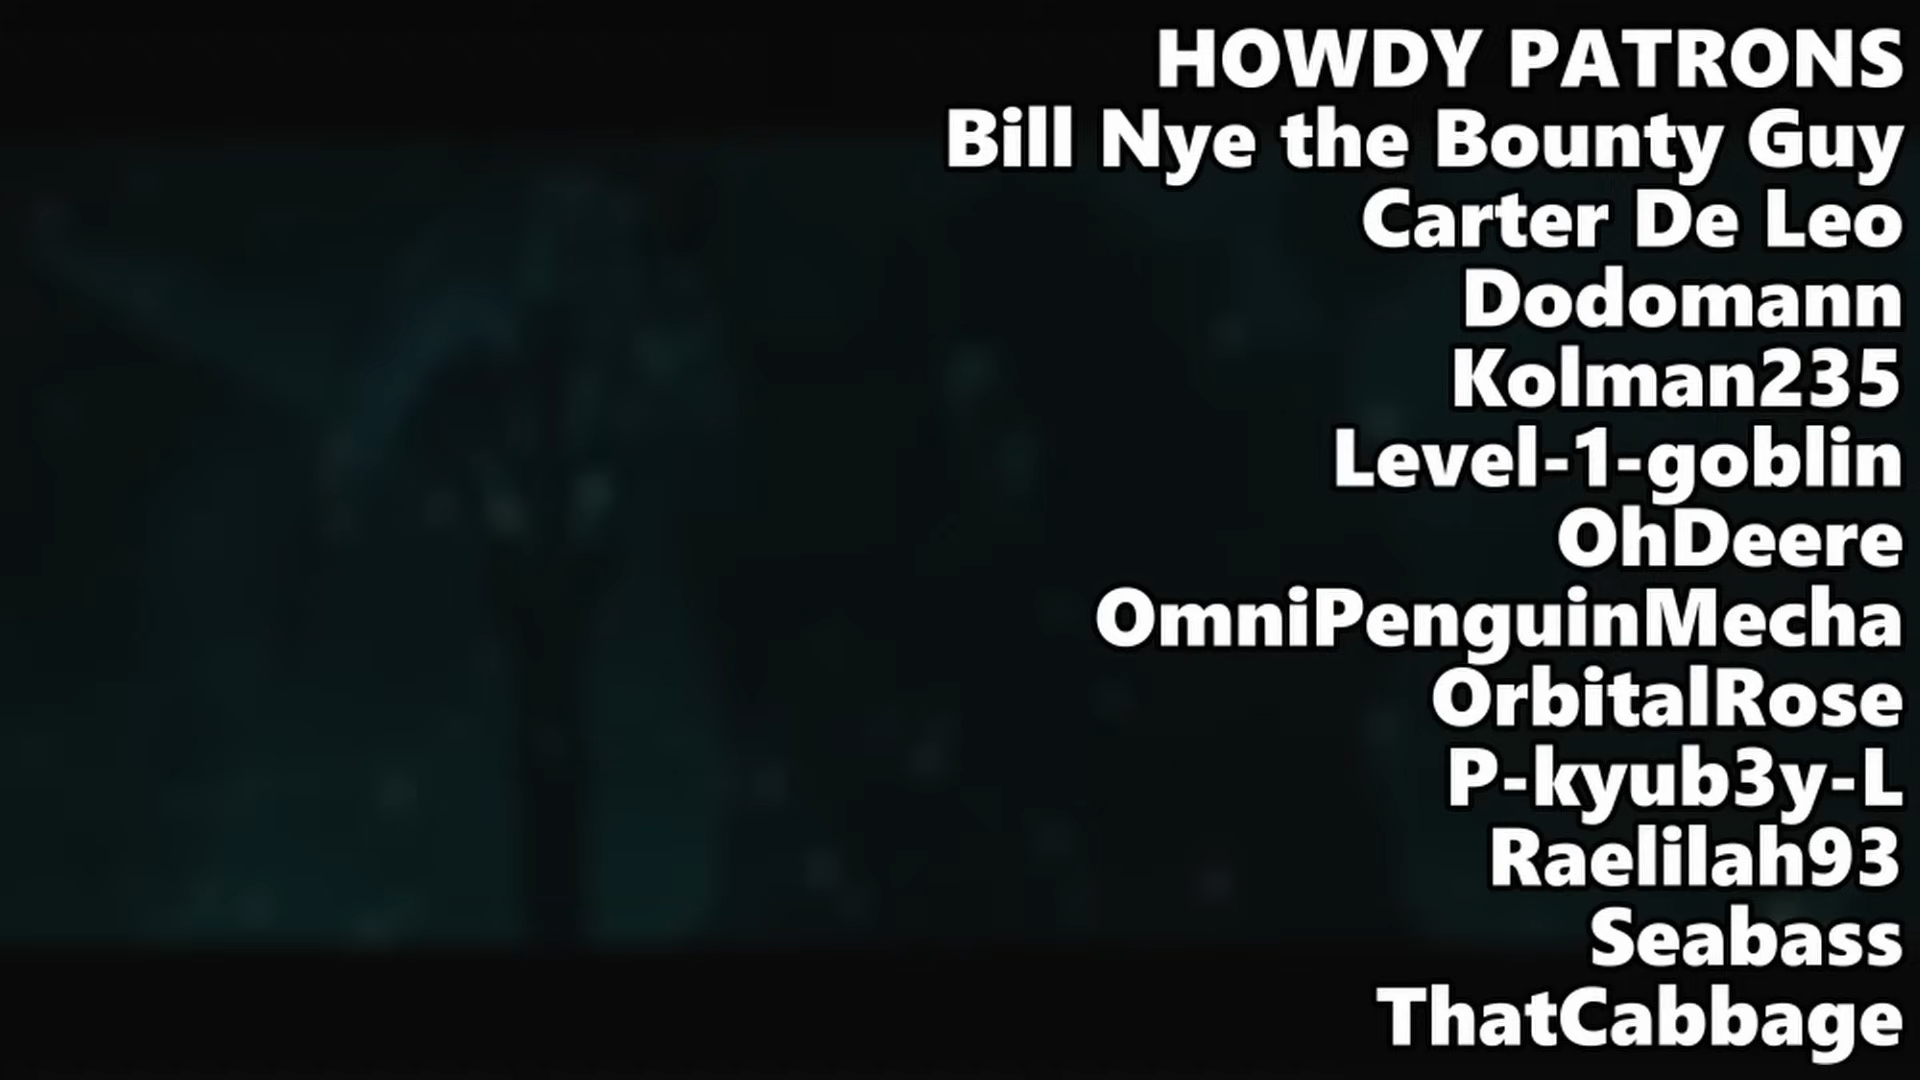 HOWDY PATRONS
Bill Nye the Bounty Guy
Carter De Leo
Dodomann
Kolman235
Level-1-goblin
OhDeere
OmniPenguinMecha
OrbitalRose
P-kyub3y-L
Raelilah93
Seabass
ThatCabbage